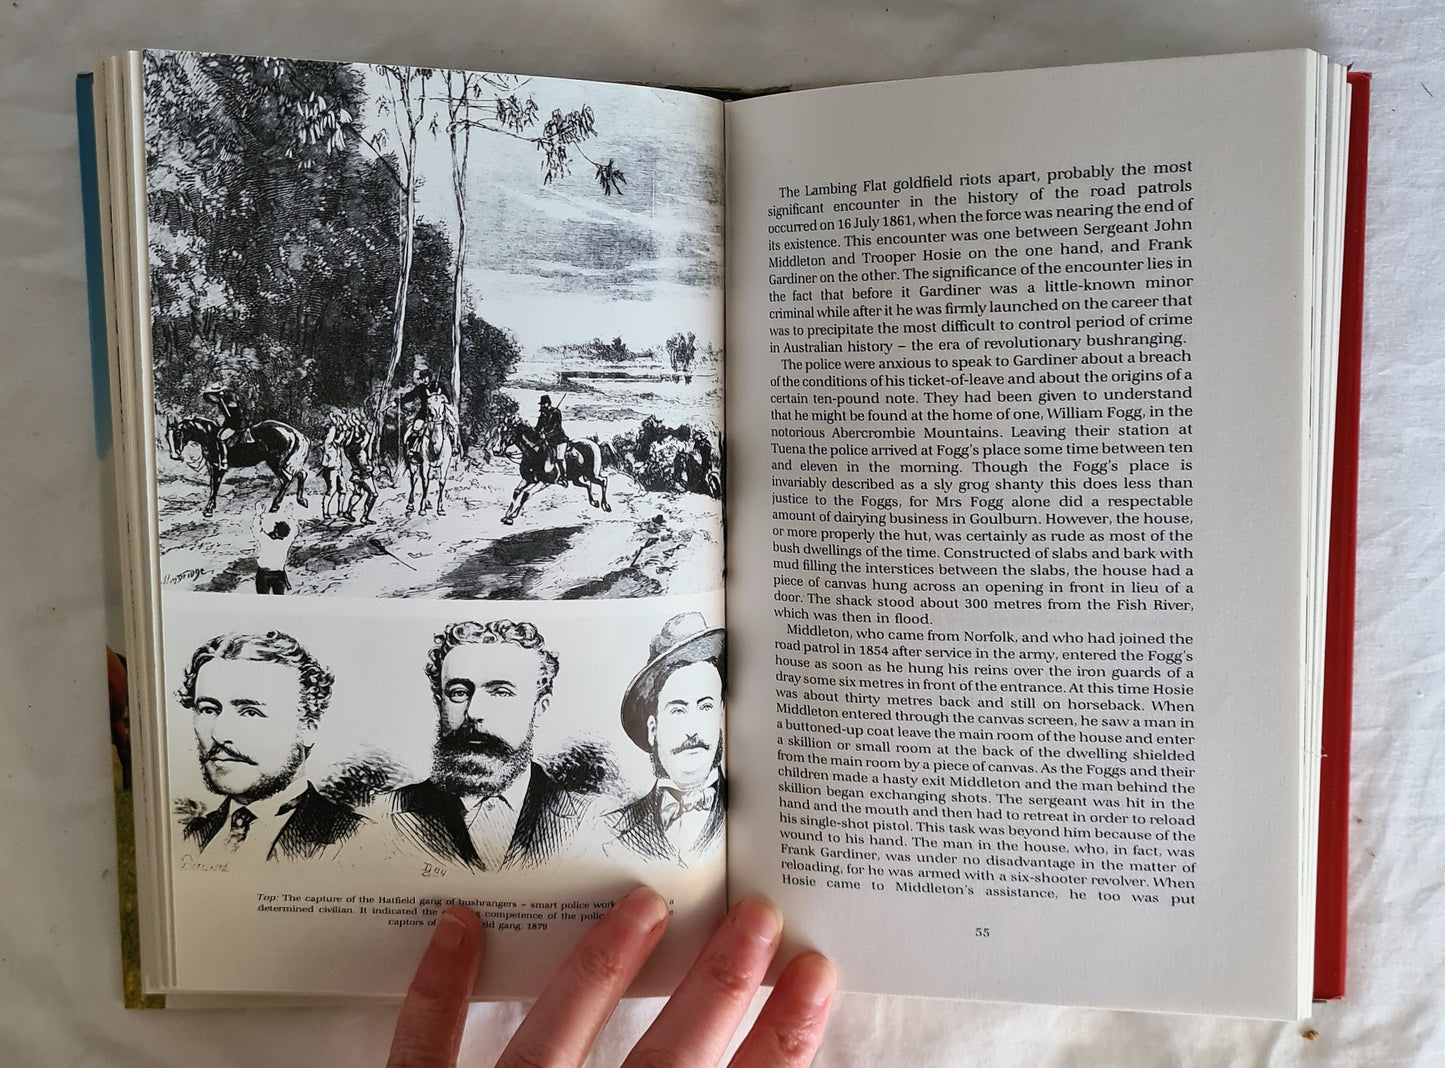 Top: The capture of the Hatfield gang of bushrangers – smart police work a
determined civilian. It indicated the competence of the
captors of gang, 1879
The Lambing Flat goldfield riots apart, probably the most
significant encounter in the history of the road patrols
occurred on 16 July 1861, when the force was nearing the end of
its existence. This encounter was one between Sergeant John
Middleton and Trooper Hosie on the one hand, and Frank
Gardiner on the other. The significance of the encounter lies in
the fact that before it Gardiner was a little-known minor
criminal while after it he was firmly launched on the career that
was to precipitate the most difficult to control period of crime
in Australian history – the era of revolutionary bushranging.
The police were anxious to speak to Gardiner about a breach
of the conditions of his ticket-of-leave and about the origins of a
certain ten-pound note. They had been given to understand
that he might be found at the home of one, William Fogg, in the
notorious Abercrombie Mountains. Leaving their station at
Tuena the police arrived at Fogg's place some time between ten
and eleven in the morning. Though the Fogg's place is
invariably described as a sly grog shanty this does less than
justice to the Foggs, for Mrs Fogg alone did a respectable
amount of dairying business in Goulburn. However, the house,
or more properly the hut, was certainly as rude as most of the
bush dwellings of the time. Constructed of slabs and bark with
mud filling the interstices between the slabs, the house had a
piece of canvas hung across an opening in front in lieu of a
door. The shack stood about 300 metres from the Fish River,
which was then in flood.
Middleton, who came from Norfolk, and who had joined the
road patrol in 1854 after service in the army, entered the Fogg's
house as soon as he hung his reins over the iron guards of a
dray some six metres in front of the entrance. At this time Hosie
was about thirty metres back and still on horseback. When
Middleton entered through the canvas screen, he saw a man in
a buttoned-up coat leave the main room of the house and enter
a skillion or small room at the back of the dwelling shielded
from the main room by a piece of canvas. As the Foggs and their
children made a hasty exit Middleton and the man behind the
skillion began exchanging shots. The sergeant was hit in the
hand and the mouth and then had to retreat in order to reload
his single-shot pistol. This task was beyond him because of the
wound to his hand. The man in the house, who, in fact, was
Frank Gardiner, was under no disadvantage in the matter of
reloading, for he was armed with a six-shooter revolver. When
Hosie came to Middleton's assistance, he too was put
55